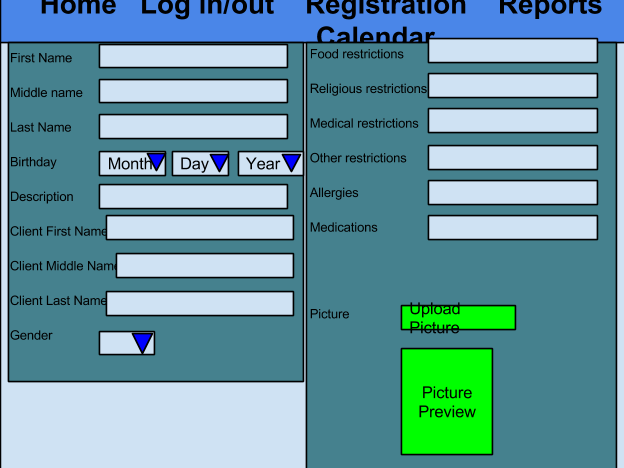 Home Log in/out Registration Reports
Calendar
First Name
Middle name
Last Name
Birthday Month Day Year
Description
Client First Name
Client Middle Name
Client Last Name
Gender
Food restrictions
Religious restrictions
Medical restrictions
Other restrictions
Allergies
Medications
Picture Upload
Picture
Picture
Preview